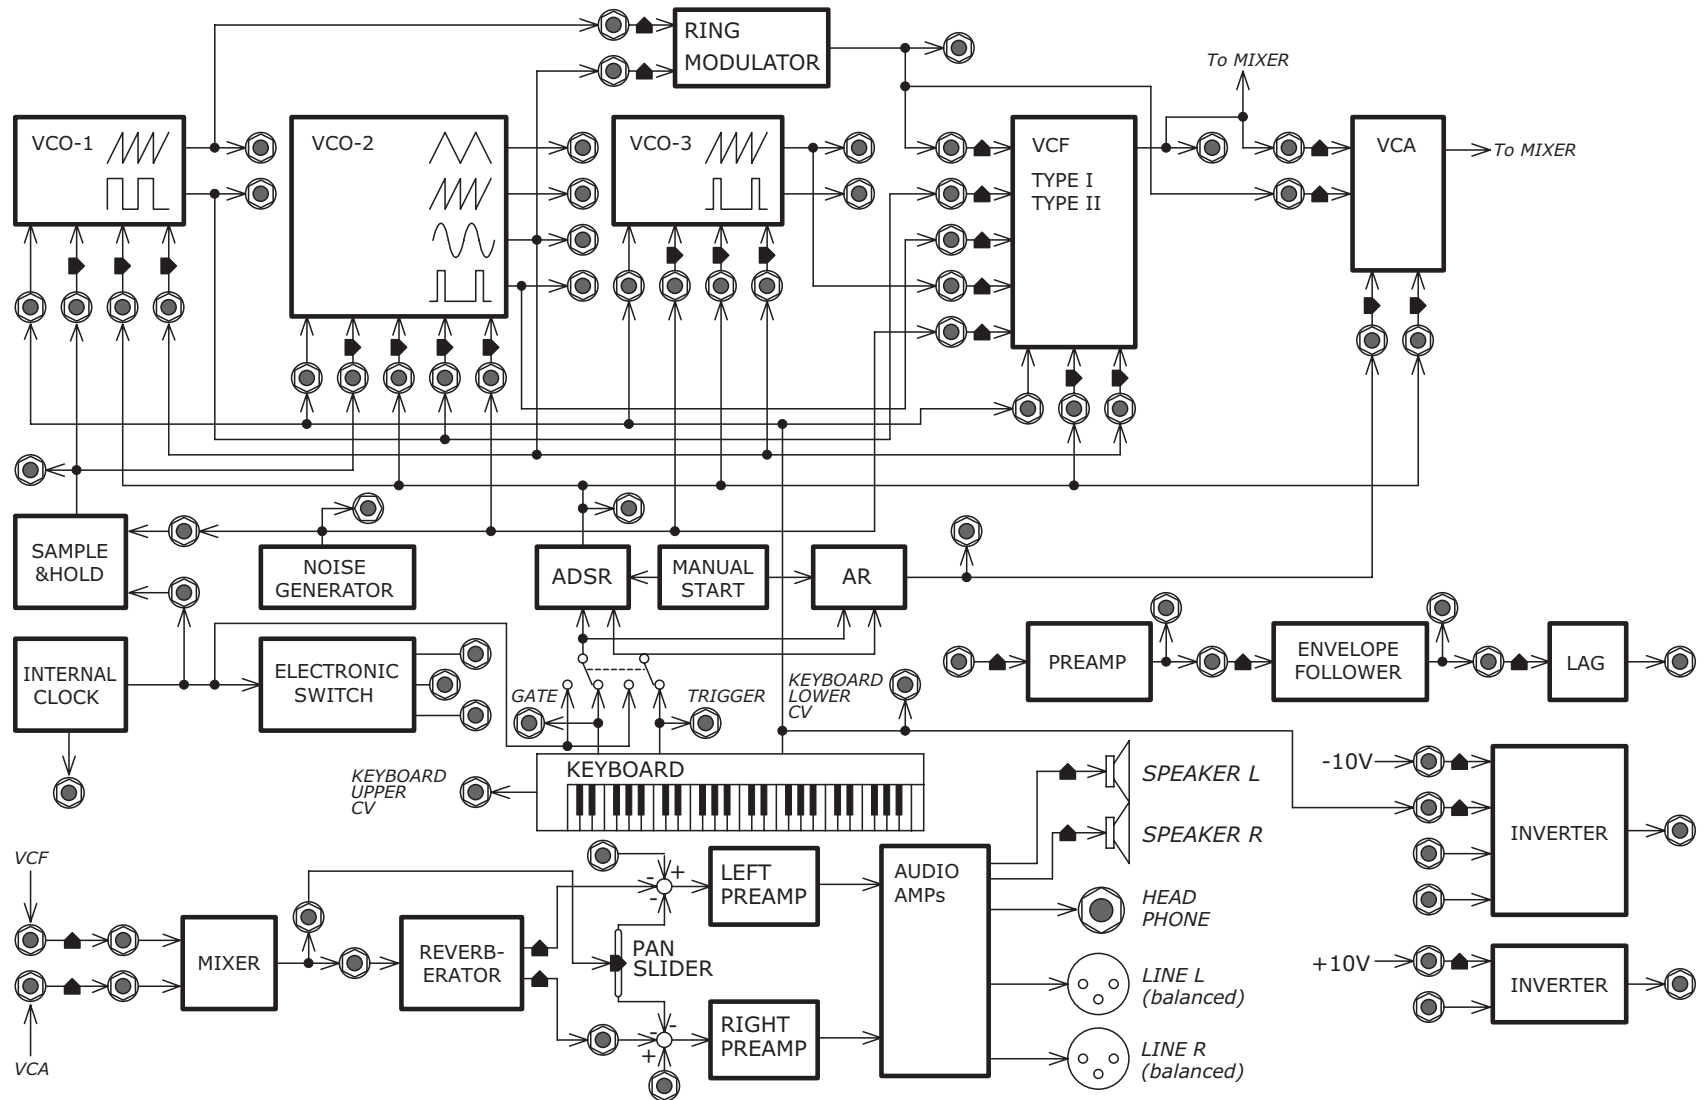 RING
MODULATOR
To MIXER
VCO-1
VCO-2
VCO-3
VCF
TYPE I
TYPE II
VCA
To MIXER
SAMPLE
&HOLD
NOISE
GENERATOR
ADSR
MANUAL
START
AR
INTERNAL
CLOCK
ELECTRONIC
SWITCH
GATE
TRIGGER
KEYBOARD
LOWER
CV
PREAMP
ENVELOPE
FOLLOWER
LAG
KEYBOARD
UPPER
CV
KEYBOARD
SPEAKER L
SPEAKER R
-10V
INVERTER
VCF
MIXER
REVERB-
ERATOR
- +
-
PAN
SLIDER
LEFT
PREAMP
AUDIO
AMPs
HEAD
PHONE
LINE L
(balanced)
+10V
INVERTER
- -
+
RIGHT
PREAMP
LINE R
(balanced)
VCA